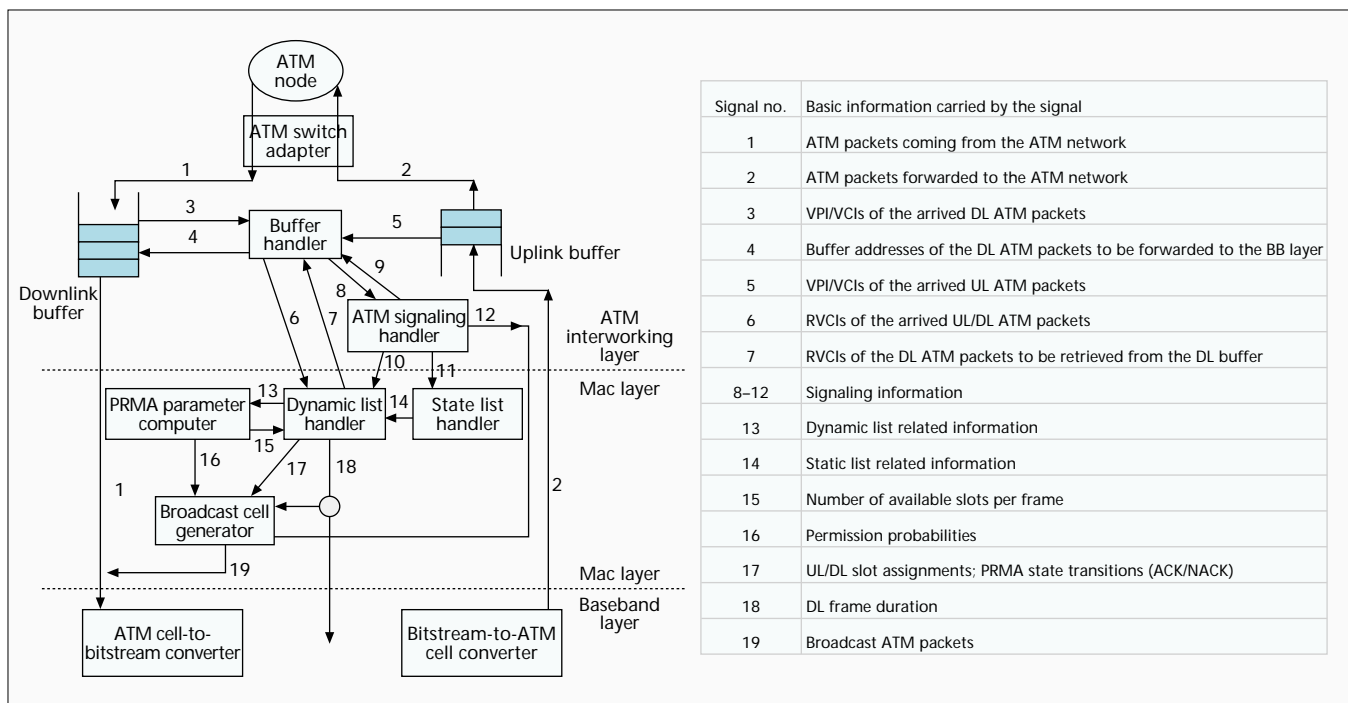 ATM
node
ATM switch
adapter
1
2
3
4
Buffer
handler
5
Uplink buffer
Downlink
buffer
6
7
8
9
ATM signaling
handler
12
10
11
ATM
interworking
layer
Mac layer
PRMA parameter
computer
13
15
Dynamic list
handler
14
State list
handler
16
17
18
1
2
Broadcast cell
generator
19
Mac layer
Baseband
layer
ATM cell-to-
bitstream converter
Bitstream-to-ATM
cell converter
Signal no. Basic information carried by the signal
1 ATM packets coming from the ATM network
2 ATM packets forwarded to the ATM network
3 VPI/VCIs of the arrived DL ATM packets
4 Buffer addresses of the DL ATM packets to be forwarded to the BB layer
5 VPI/VCIs of the arrived UL ATM packets
6 RVCIs of the arrived UL/DL ATM packets
7 RVCIs of the DL ATM packets to be retrieved from the DL buffer
8–12 Signaling information
13 Dynamic list related information
14 Static list related information
15 Number of available slots per frame
16 Permission probabilities
17 UL/DL slot assignments; PRMA state transitions (ACK/NACK)
18 DL frame duration
19 Broadcast ATM packets